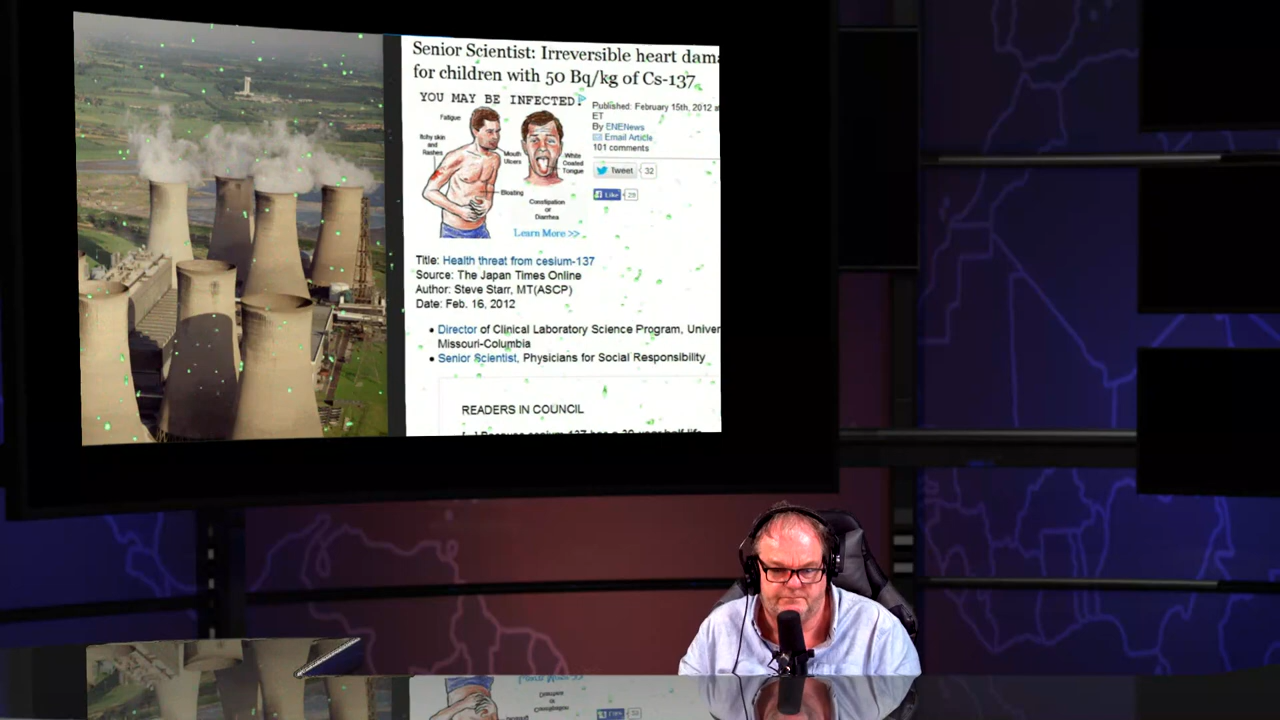 Senior Scientist: Irreversible heart
for children with 50 Bq/kg of Cs-137
YOU MAY BE INFECTED?
Fatigue
Itchy skin
and
Rashes
Mouth
Ulcers
White
Coated
Tongue
Bloating
Constipation
or
Diarrhea
Learn More >>
Published: February 15th, 2012
ET
By ENENews
Email Article
101 comments
Tweet 32
Like 28
Title: Health threat from cesium-137
Source: The Japan Times Online
Author: Steve Starr, MT(ASCP)
Date: Feb. 16, 2012
• Director of Clinical Laboratory Science Program,
Missouri-Columbia
• Senior Scientist, Physicians for Social Responsibility
READERS IN COUNCIL